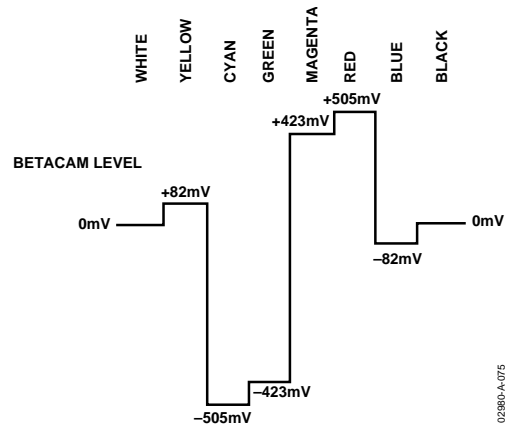 WHITE
YELLOW
CYAN
GREEN
MAGENTA
RED
BLUE
BLACK
+505mV
+423mV
BETACAM LEVEL
+82mV
0mV
0mV
–82mV
–423mV
–505mV
02980-A-075